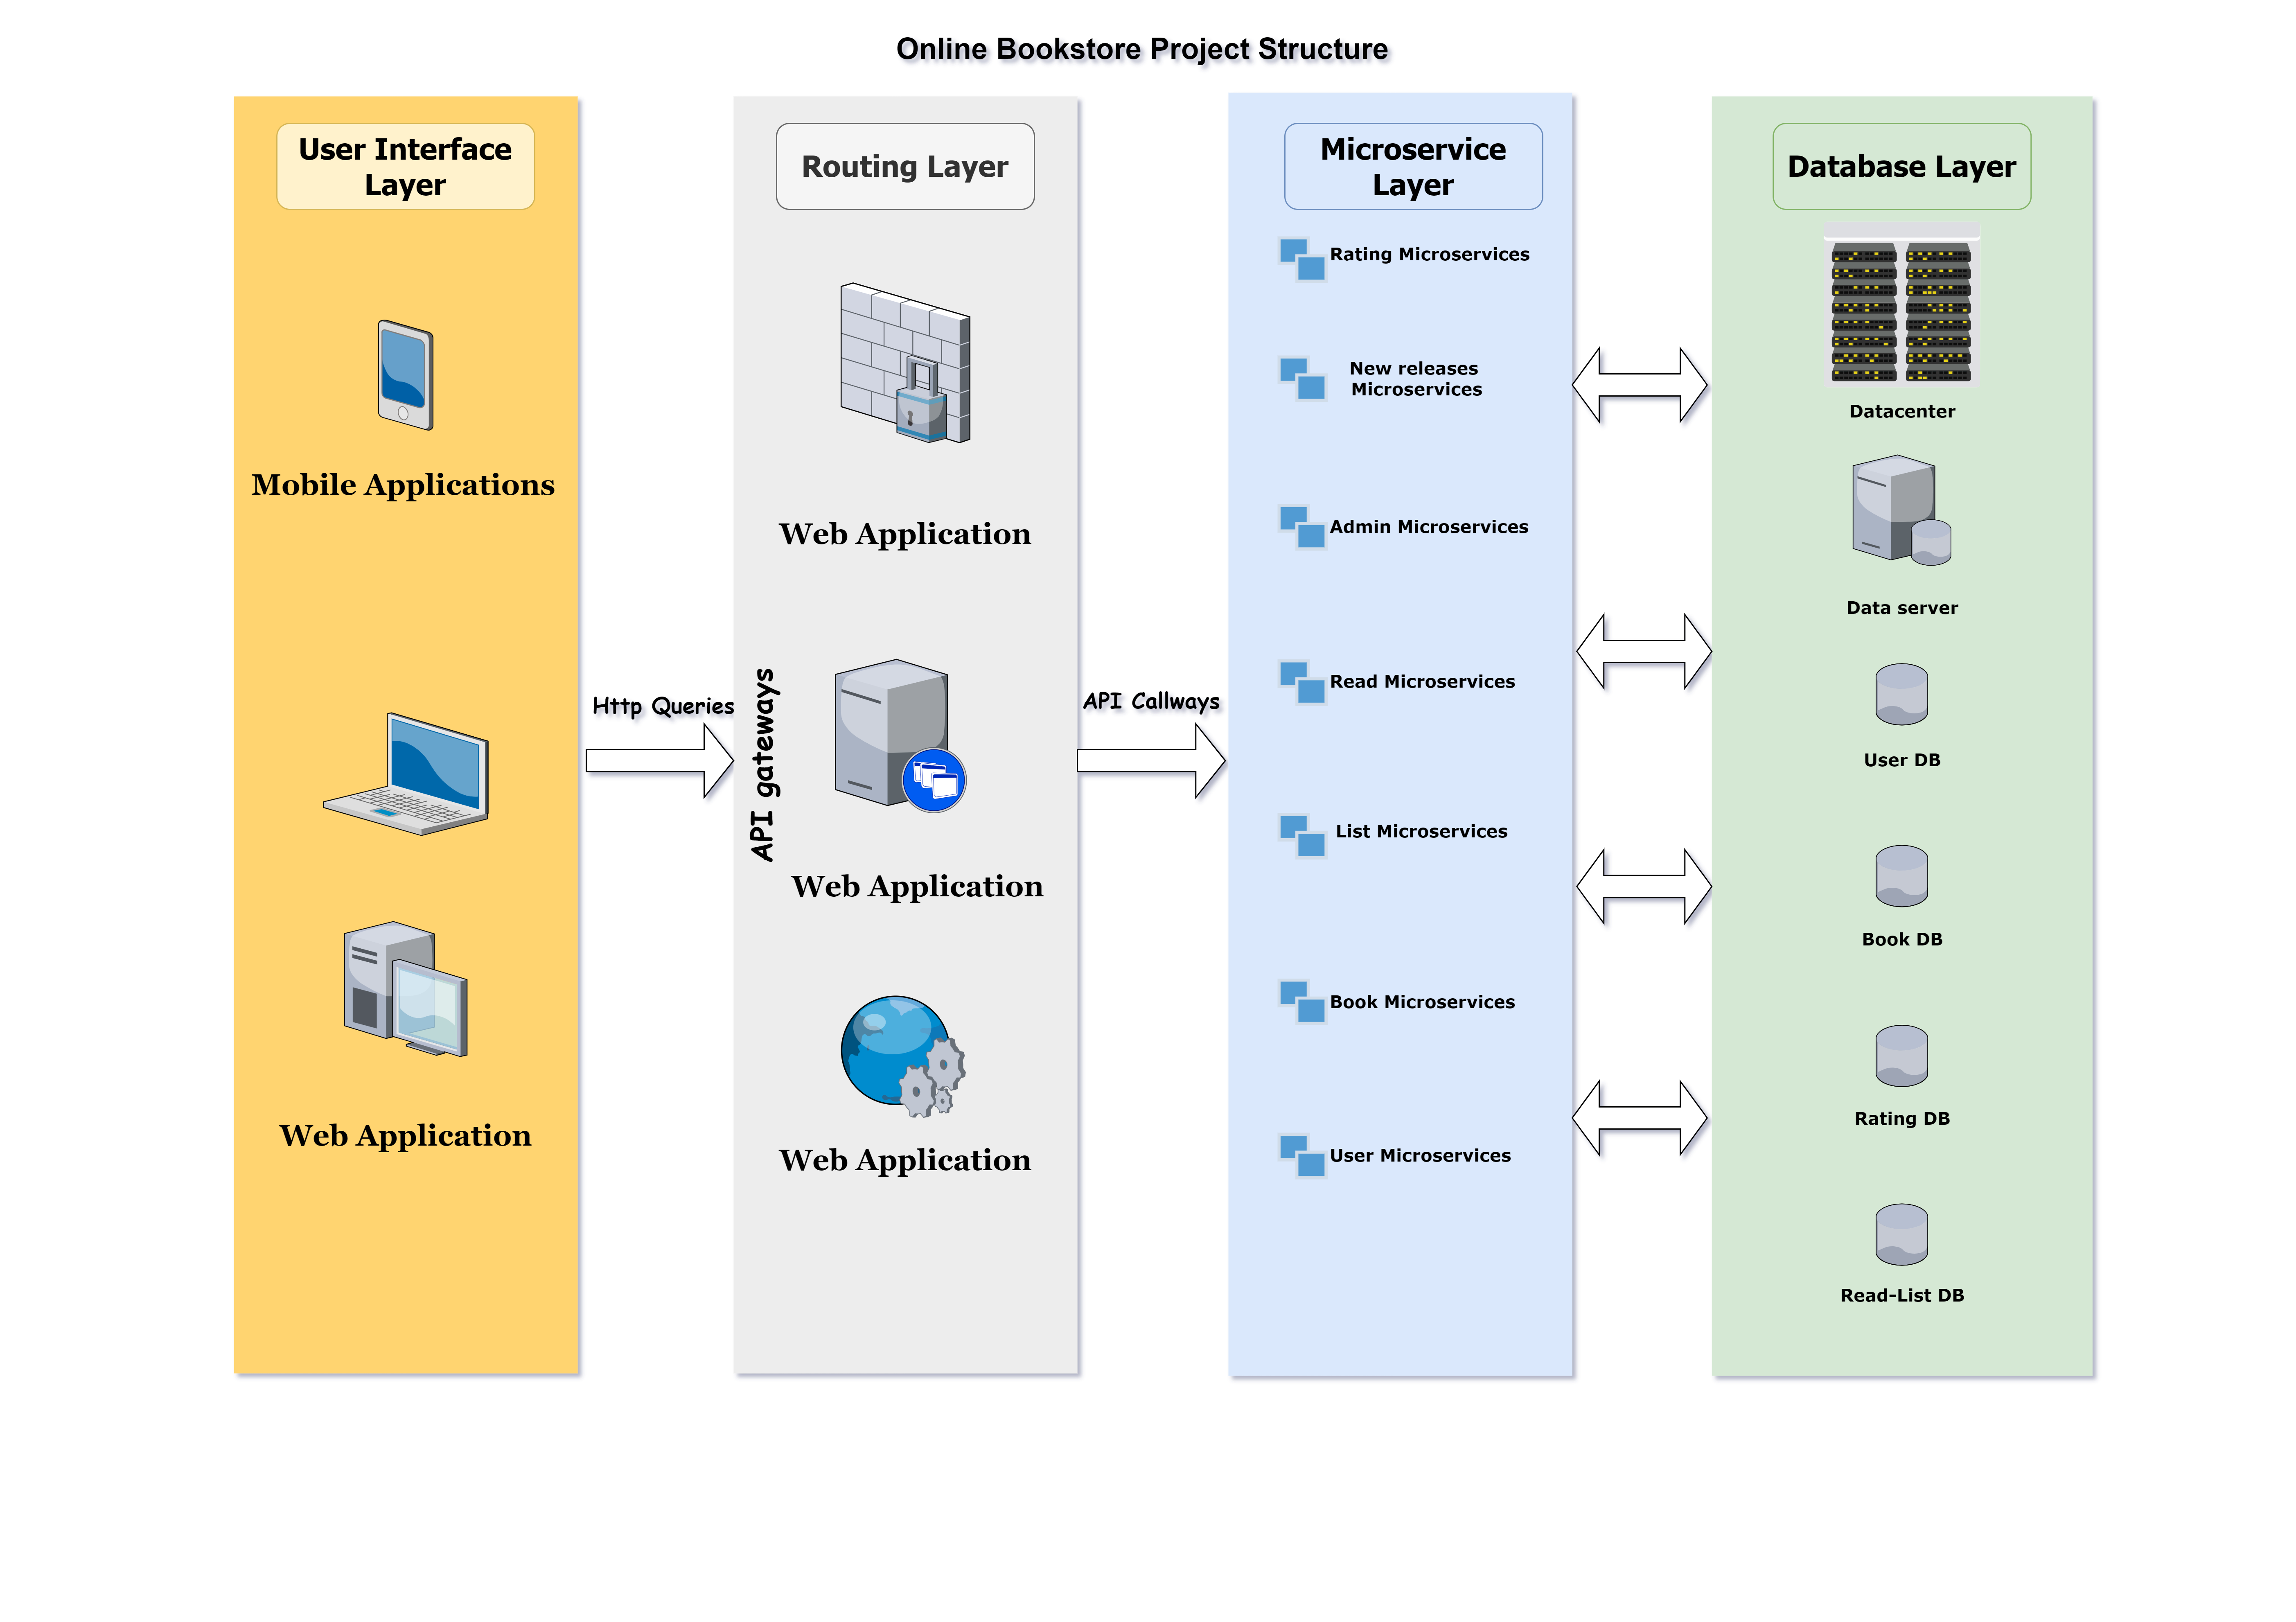 Online Bookstore Project Structure
User Interface
Layer
Mobile Applications
Web Application
Http Queries
Routing Layer
Web Application
API gateways
Web Application
Web Application
API Callways
Microservice
Layer
Rating Microservices
New releases
Microservices
Admin Microservices
Read Microservices
List Microservices
Book Microservices
User Microservices
Database Layer
Datacenter
Data server
User DB
Book DB
Rating DB
Read-List DB